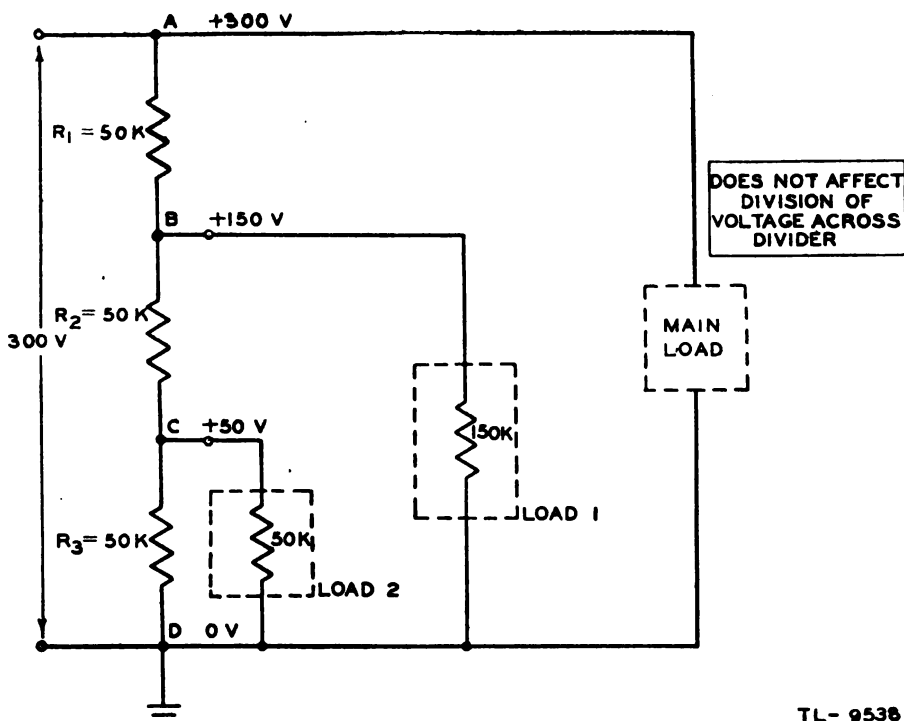 A +300 V
R1 = 50K
B +150 V
DOES NOT AFFECT
DIVISION OF
VOLTAGE ACROSS
DIVIDER
R2 = 50K
300 V
MAIN
LOAD
C +50 V
150K
LOAD 1
R3 = 50K
50K
LOAD 2
D 0 V
TL-9538